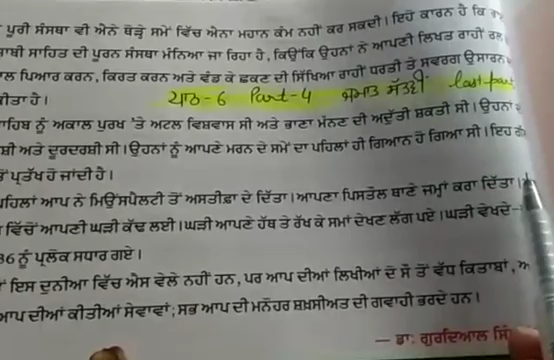 ਪੂਰੀ ਸੰਸਥਾ ਵੀ ਐਨੇ ਥੋੜ੍ਹੇ ਸਮੇਂ ਵਿੱਚ ਐਨਾ ਮਹਾਨ ਕੰਮ ਨਹੀਂ ਕਰ ਸਕਦੀ। ਇਹੋ ਕਾਰਨ ਹੈ ਕਿ
ਸਾਹਿਤ ਦੀ ਪੂਰਨ ਸੰਸਥਾ ਮੰਨਿਆ ਜਾ ਰਿਹਾ ਹੈ, ਕਿਉਂਕਿ ਉਹਨਾਂ ਨੇ ਆਪਣੀ ਲਿਖਤ ਰਾਹੀਂ
ਪਿਆਰ ਕਰਨ, ਕਿਰਤ ਕਰਨ ਅਤੇ ਵੰਡ ਕੇ ਛਕਣ ਦੀ ਸਿੱਖਿਆ ਰਾਹੀਂ ਧਰਤੀ ਤੇ ਸਵਰਗ ਉਸਾਰਨ
ਕੀਤਾ ਹੈ।
ਪਾਠ-6 Part-4 ਜਮਾਤ ਸੱਤਵੀਂ last part
ਨੂੰ ਅਕਾਲ ਪੁਰਖ 'ਤੇ ਅਟਲ ਵਿਸ਼ਵਾਸ ਸੀ ਅਤੇ ਭਾਣਾ ਮੰਨਣ ਦੀ ਅਦੁੱਤੀ ਸ਼ਕਤੀ ਸੀ। ਉਹਨਾਂ
ਅਤੇ ਦੂਰਦਰਸ਼ੀ ਸੀ। ਉਹਨਾਂ ਨੂੰ ਆਪਣੇ ਮਰਨ ਦੇ ਸਮੇਂ ਦਾ ਪਹਿਲਾਂ ਹੀ ਗਿਆਨ ਹੋ ਗਿਆ ਸੀ। ਇਹ
ਪ੍ਰਤੱਖ ਹੋ ਜਾਂਦੀ ਹੈ।
ਪਹਿਲਾਂ ਆਪ ਨੇ ਮਿਉਂਸਪੈਲਟੀ ਤੋਂ ਅਸਤੀਫ਼ਾ ਦੇ ਦਿੱਤਾ। ਆਪਣਾ ਪਿਸਤੌਲ ਥਾਣੇ ਜਮ੍ਹਾਂ ਕਰਾ ਦਿੱਤਾ।
ਵਿੱਚੋਂ ਆਪਣੀ ਘੜੀ ਕੱਢ ਲਈ। ਘੜੀ ਆਪਣੇ ਹੱਥ ਤੇ ਰੱਖ ਕੇ ਸਮਾਂ ਦੇਖਣ ਲੱਗ ਪਏ। ਘੜੀ ਵੇਖਦੇ-
36 ਨੂੰ ਪ੍ਰਲੋਕ ਸਧਾਰ ਗਏ।
ਇਸ ਦੁਨੀਆ ਵਿੱਚ ਐਸ ਵੇਲੇ ਨਹੀਂ ਹਨ, ਪਰ ਆਪ ਦੀਆਂ ਲਿਖੀਆਂ ਦੋ ਸੌ ਤੋਂ ਵੱਧ ਕਿਤਾਬਾਂ,
ਆਪ ਦੀਆਂ ਕੀਤੀਆਂ ਸੇਵਾਵਾਂ; ਸਭ ਆਪ ਦੀ ਮਨੋਹਰ ਸ਼ਖ਼ਸੀਅਤ ਦੀ ਗਵਾਹੀ ਭਰਦੇ ਹਨ।
— ਡਾ: ਗੁਰਦਿਆਲ